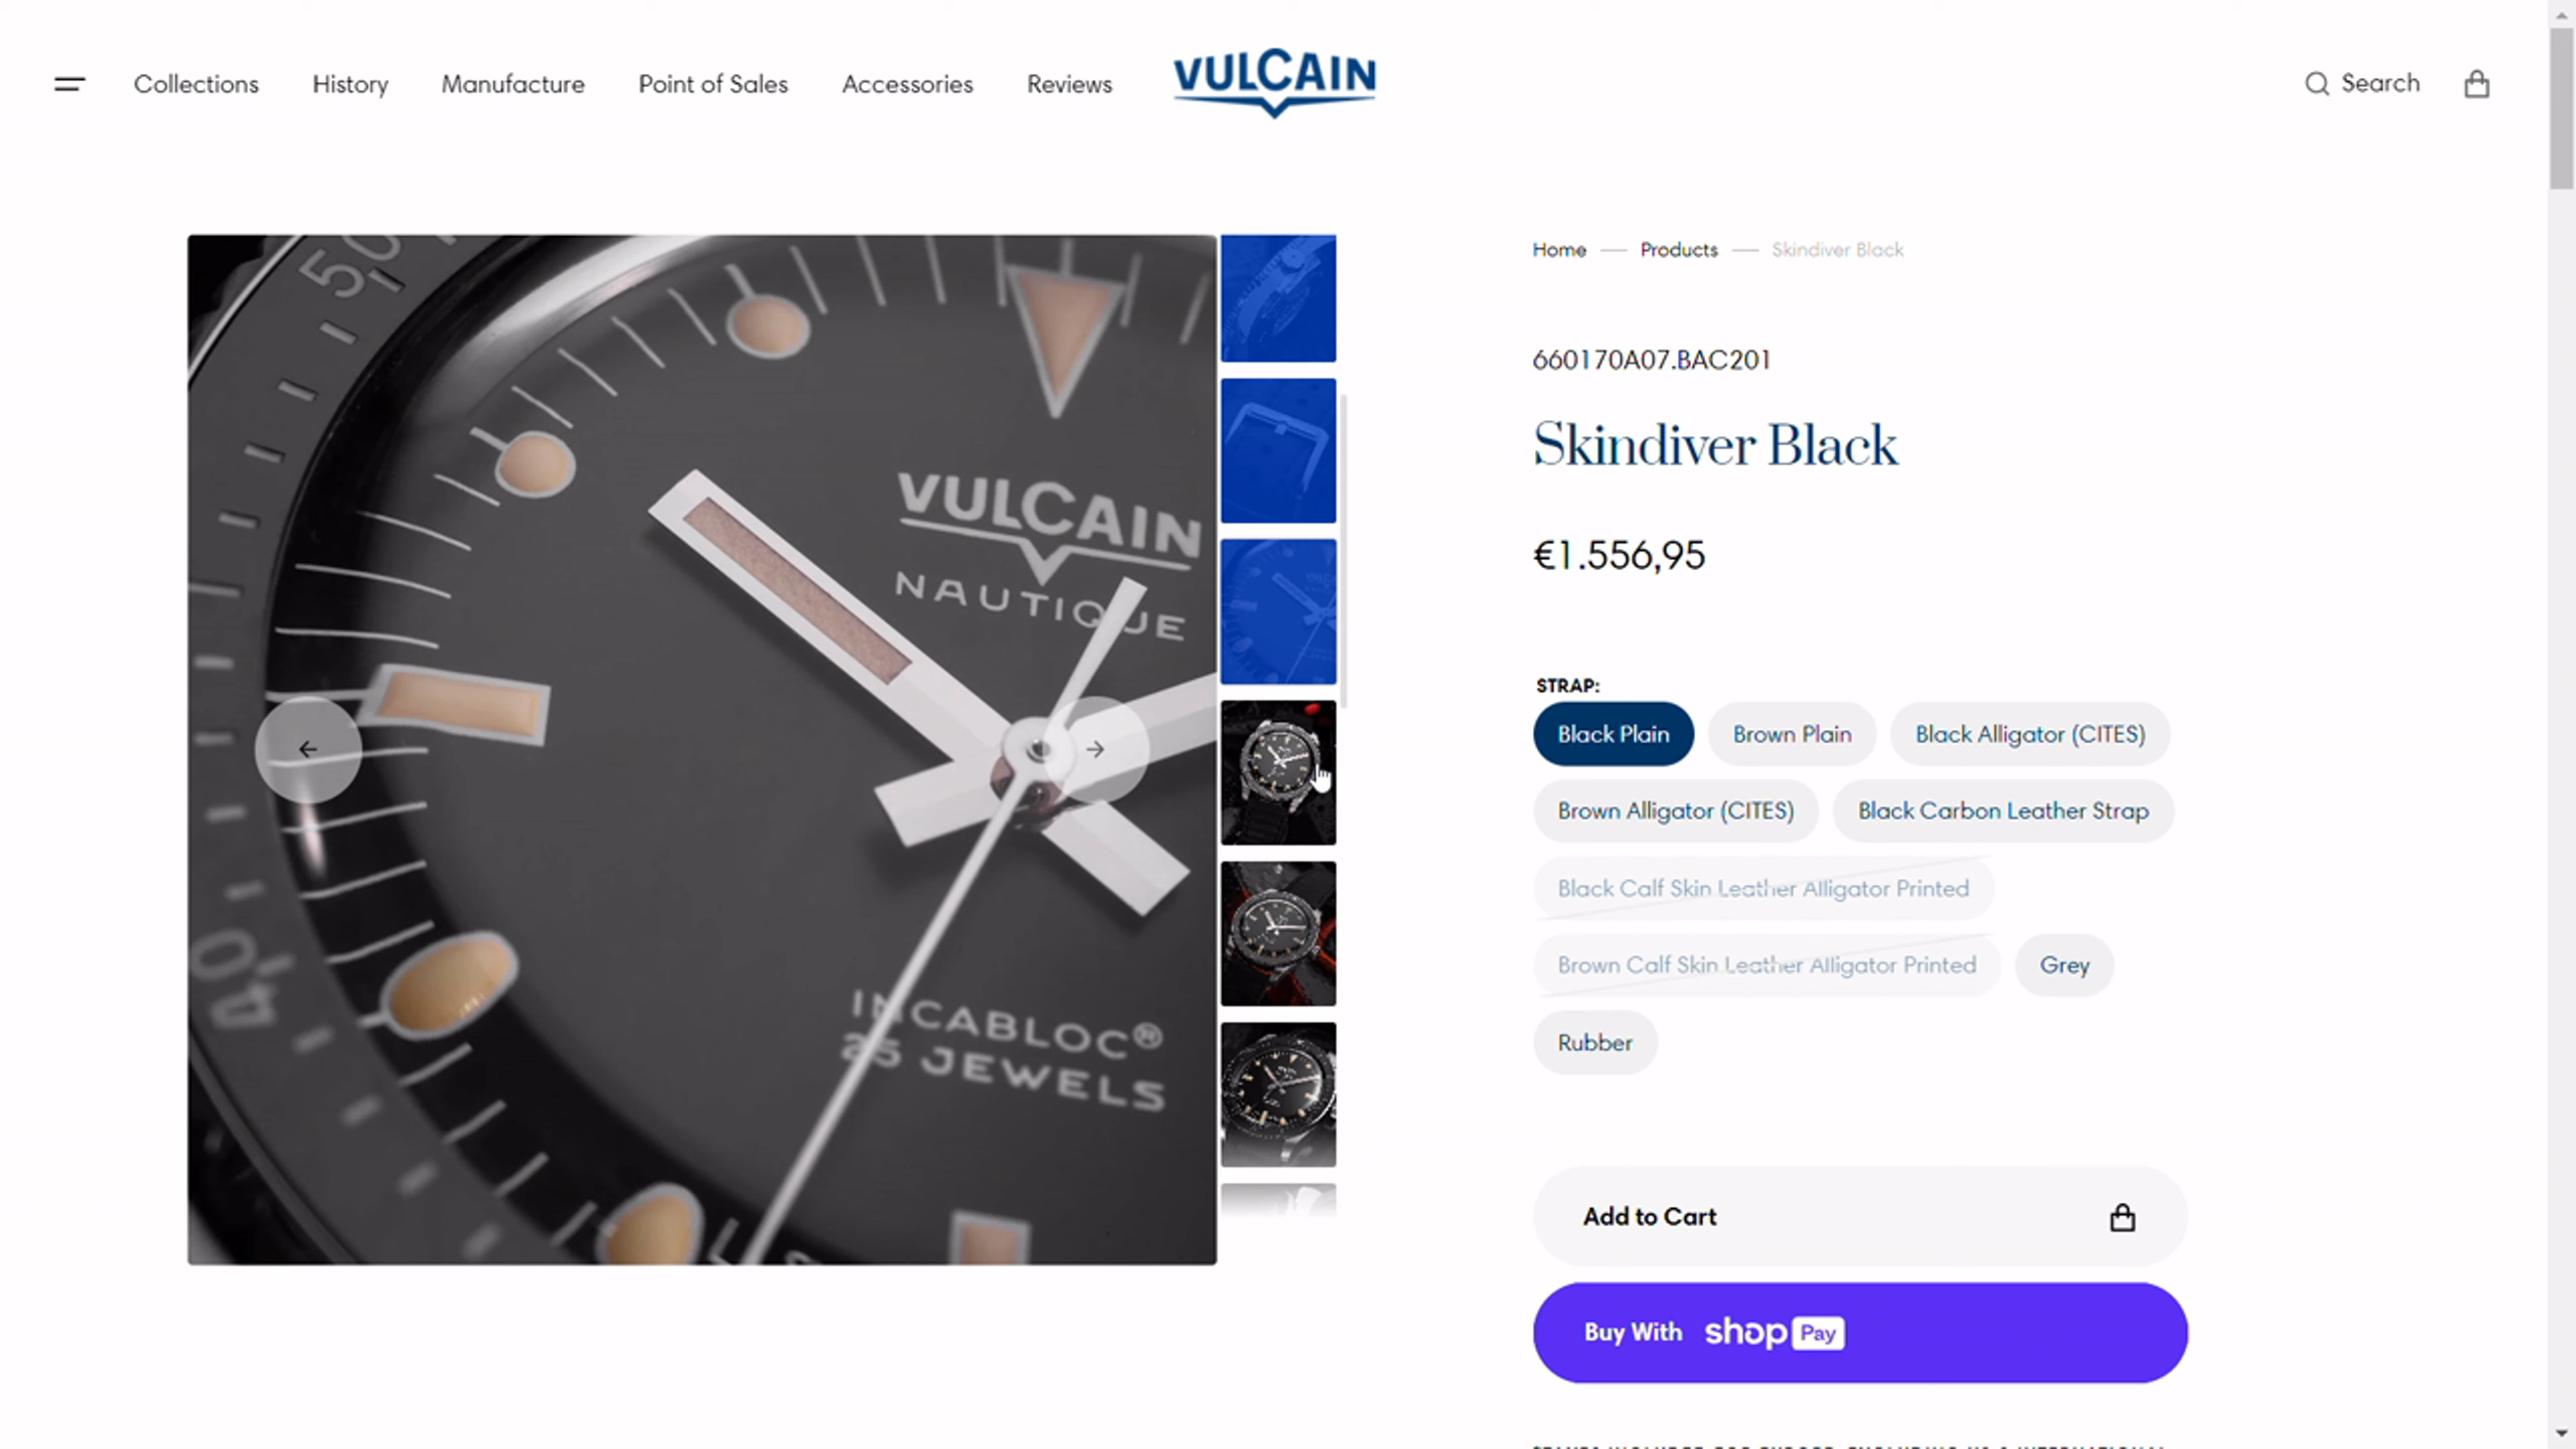 Collections
History
Manufacture
Point of Sales
Accessories
Reviews
VULCAIN
Search
50
VULCAIN
NAUTIQUE
INCABLOC®
25 JEWELS
40
Home — Products — Skindiver Black
660170A07.BAC201
Skindiver Black
€1.556,95
STRAP:
Black Plain
Brown Plain
Black Alligator (CITES)
Brown Alligator (CITES)
Black Carbon Leather Strap
Black Calf Skin Leather Alligator Printed
Brown Calf Skin Leather Alligator Printed
Grey
Rubber
Add to Cart
Buy With shop Pay